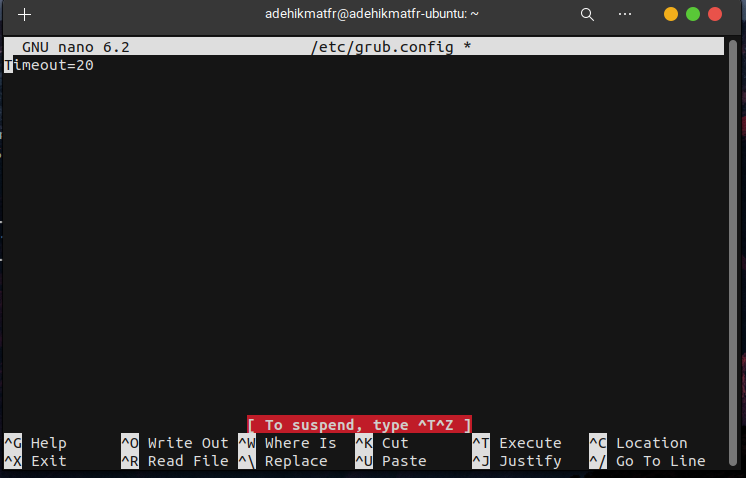 adehikmatfr@adehikmatfr-ubuntu: ~
GNU nano 6.2 /etc/grub.config *
Timeout=20
[ To suspend, type ^T^Z ]
^G Help ^O Write Out ^W Where Is ^K Cut ^T Execute ^C Location
^X Exit ^R Read File ^\ Replace ^U Paste ^J Justify ^/ Go To Line